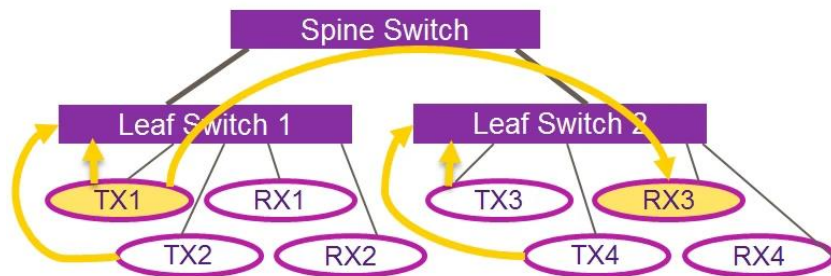 Spine Switch
Leaf Switch 1
Leaf Switch 2
TX1
RX1
TX3
RX3
TX2
RX2
TX4
RX4